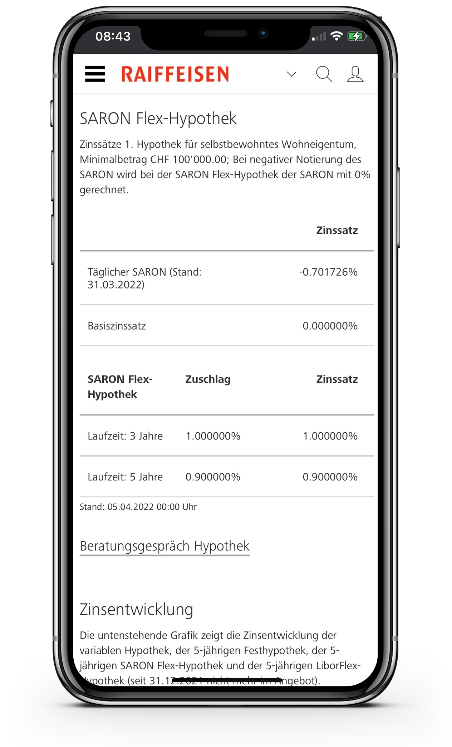 08:43
RAIFFEISEN
SARON Flex-Hypothek
Zinssätze 1. Hypothek für selbstbewohntes Wohneigentum,
Minimalbetrag CHF 100'000.00; Bei negativer Notierung des
SARON wird bei der SARON Flex-Hypothek der SARON mit 0%
gerechnet.
Zinssatz
Täglicher SARON (Stand: -0.701726%
31.03.2022)
Basiszinssatz 0.000000%
SARON Flex- Zuschlag Zinssatz
Hypothek
Laufzeit: 3 Jahre 1.000000% 1.000000%
Laufzeit: 5 Jahre 0.900000% 0.900000%
Stand: 05.04.2022 00:00 Uhr
Beratungsgespräch Hypothek
Zinsentwicklung
Die untenstehende Grafik zeigt die Zinsentwicklung der
variablen Hypothek, der 5-jährigen Festhypothek, der 5-
jährigen SARON Flex-Hypothek und der 5-jährigen LiborFlex-
Hypothek (seit 31.12.2021 nicht mehr im Angebot).